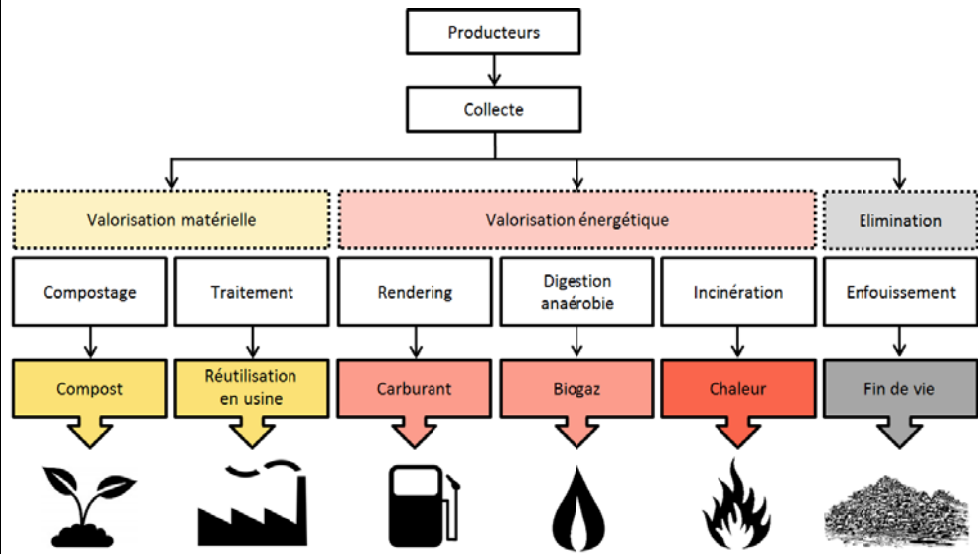 Producteurs
Collecte
Valorisation matérielle
Valorisation énergétique
Elimination
Compostage
Traitement
Rendering
Digestion
anaérobie
Incinération
Enfouissement
Compost
Réutilisation
en usine
Carburant
Biogaz
Chaleur
Fin de vie